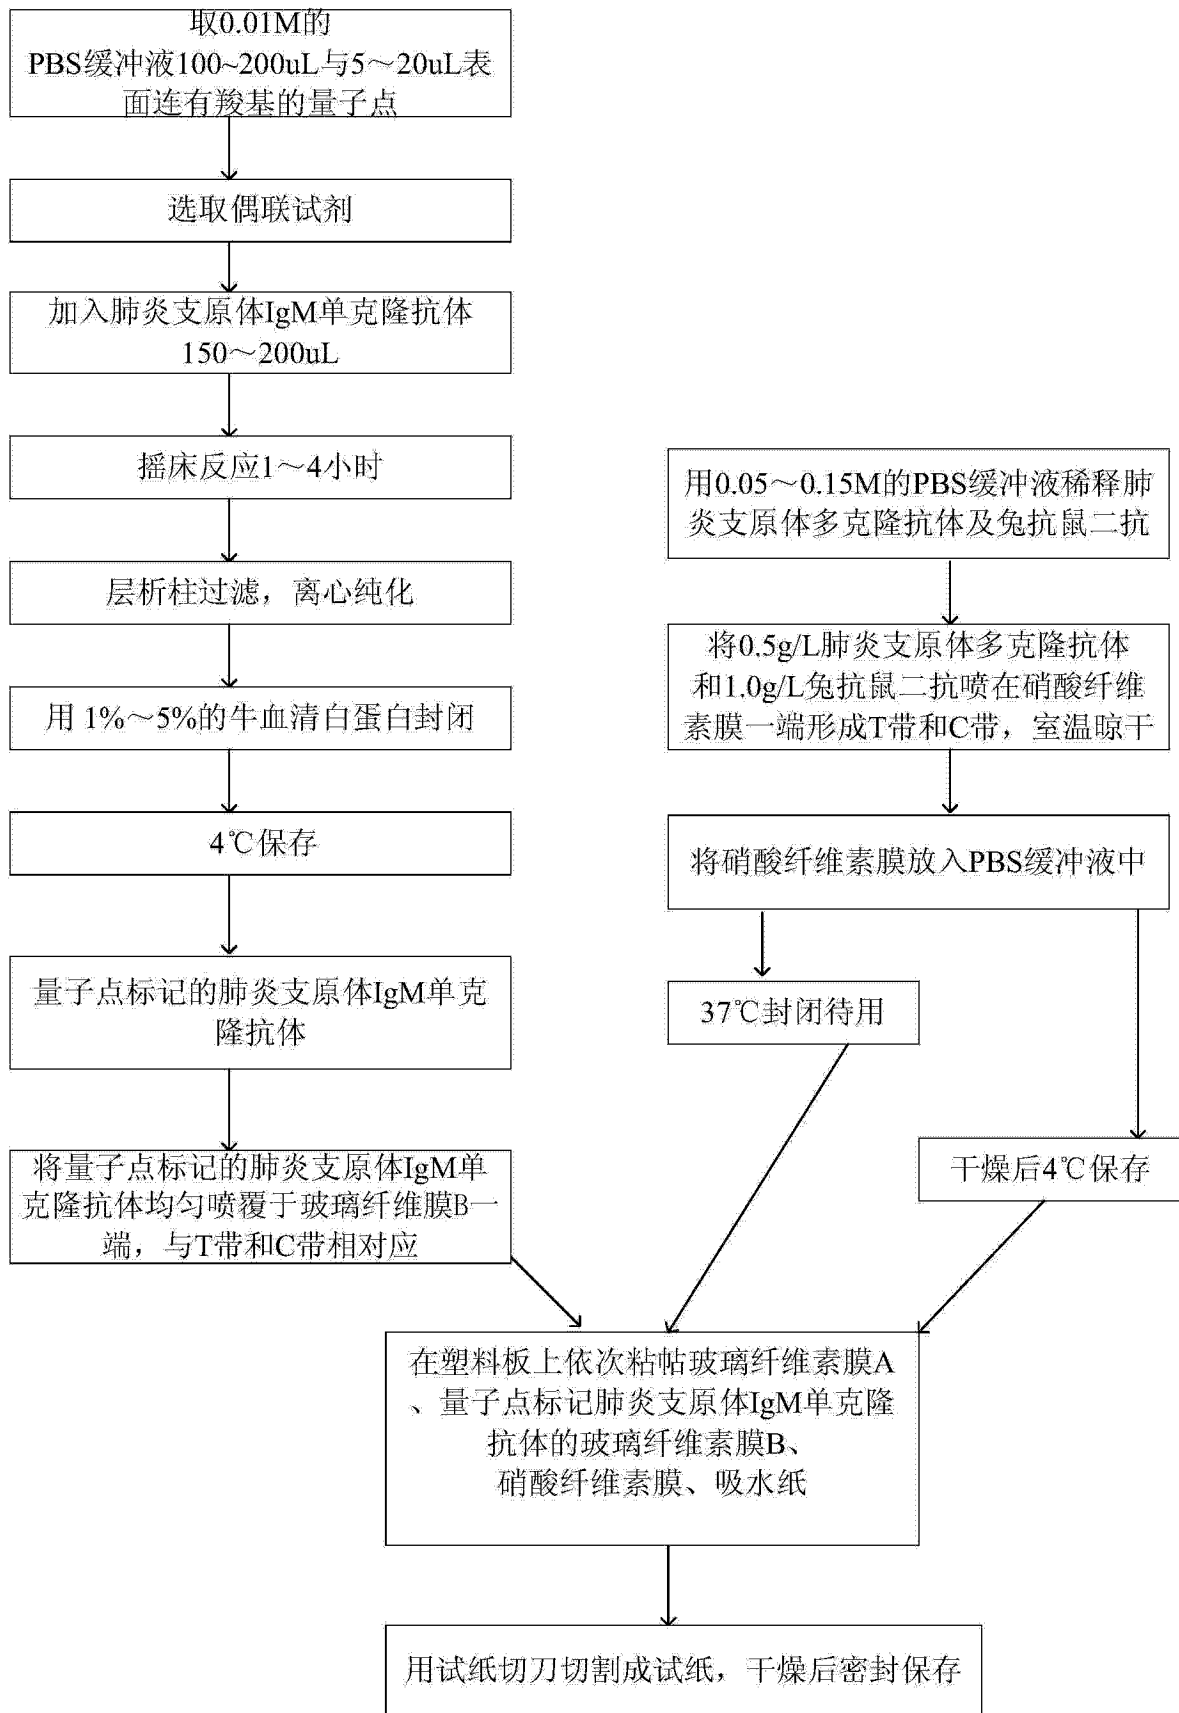 取0.01M的
PBS缓冲液100~200uL与5～20uL表
面连有羧基的量子点
选取偶联试剂
加入肺炎支原体IgM单克隆抗体
150～200uL
摇床反应1～4小时
层析柱过滤，离心纯化
用 1%～5%的牛血清白蛋白封闭
4℃保存
量子点标记的肺炎支原体IgM单克
隆抗体
将量子点标记的肺炎支原体IgM单
克隆抗体均匀喷覆于玻璃纤维膜B一
端，与T带和C带相对应
用0.05～0.15M的PBS缓冲液稀释肺
炎支原体多克隆抗体及兔抗鼠二抗
将0.5g/L肺炎支原体多克隆抗体
和1.0g/L兔抗鼠二抗喷在硝酸纤维
素膜一端形成T带和C带，室温晾干
将硝酸纤维素膜放入PBS缓冲液中
37℃封闭待用
干燥后4℃保存
在塑料板上依次粘帖玻璃纤维素膜A
、量子点标记肺炎支原体IgM单克隆
抗体的玻璃纤维素膜B、
硝酸纤维素膜、吸水纸
用试纸切刀切割成试纸，干燥后密封保存